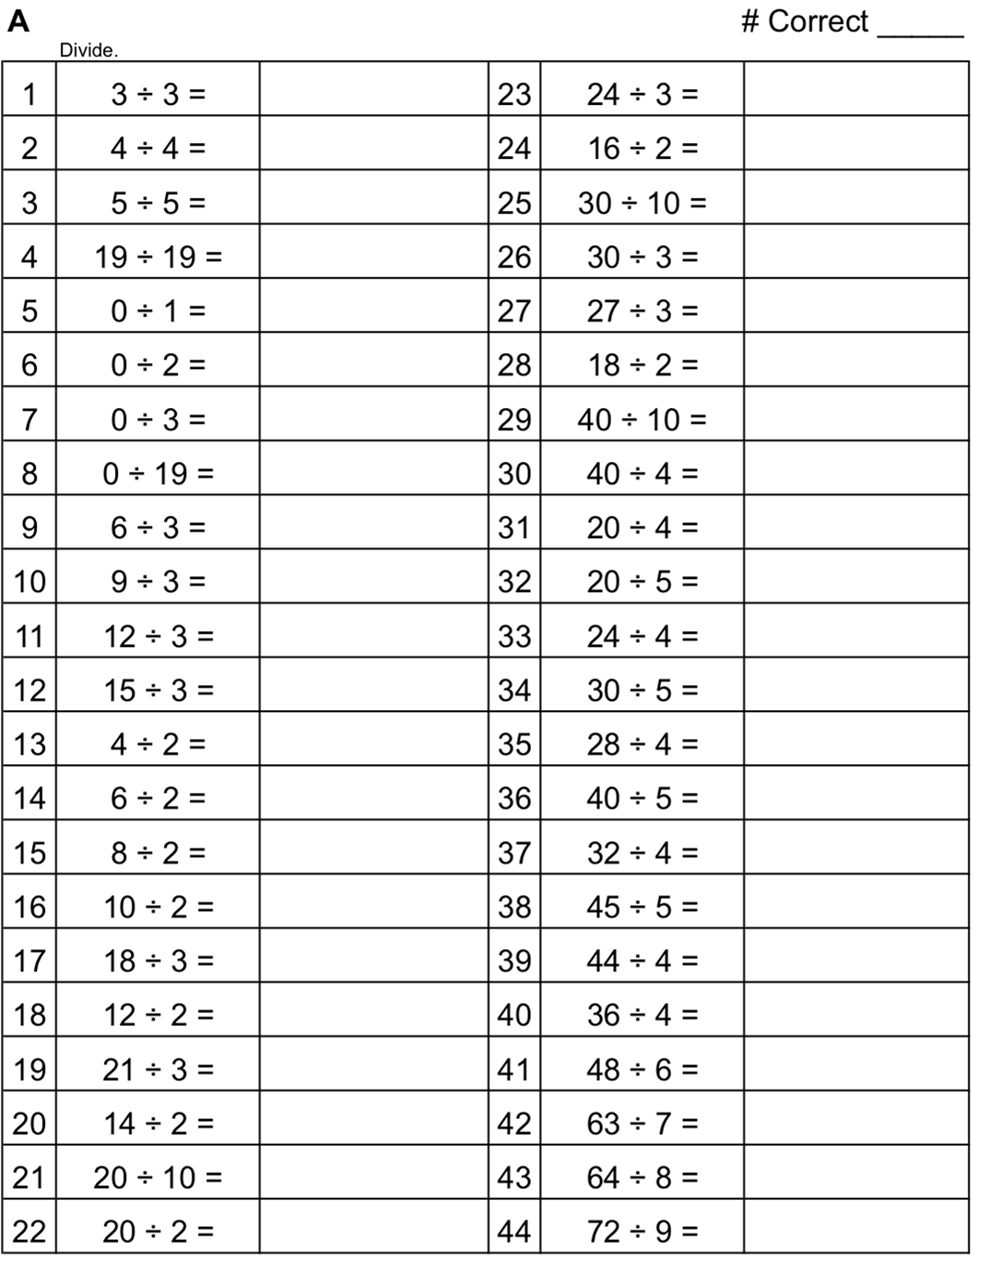 A # Correct _____
Divide.
1 3 ÷ 3 = 23 24 ÷ 3 =
2 4 ÷ 4 = 24 16 ÷ 2 =
3 5 ÷ 5 = 25 30 ÷ 10 =
4 19 ÷ 19 = 26 30 ÷ 3 =
5 0 ÷ 1 = 27 27 ÷ 3 =
6 0 ÷ 2 = 28 18 ÷ 2 =
7 0 ÷ 3 = 29 40 ÷ 10 =
8 0 ÷ 19 = 30 40 ÷ 4 =
9 6 ÷ 3 = 31 20 ÷ 4 =
10 9 ÷ 3 = 32 20 ÷ 5 =
11 12 ÷ 3 = 33 24 ÷ 4 =
12 15 ÷ 3 = 34 30 ÷ 5 =
13 4 ÷ 2 = 35 28 ÷ 4 =
14 6 ÷ 2 = 36 40 ÷ 5 =
15 8 ÷ 2 = 37 32 ÷ 4 =
16 10 ÷ 2 = 38 45 ÷ 5 =
17 18 ÷ 3 = 39 44 ÷ 4 =
18 12 ÷ 2 = 40 36 ÷ 4 =
19 21 ÷ 3 = 41 48 ÷ 6 =
20 14 ÷ 2 = 42 63 ÷ 7 =
21 20 ÷ 10 = 43 64 ÷ 8 =
22 20 ÷ 2 = 44 72 ÷ 9 =